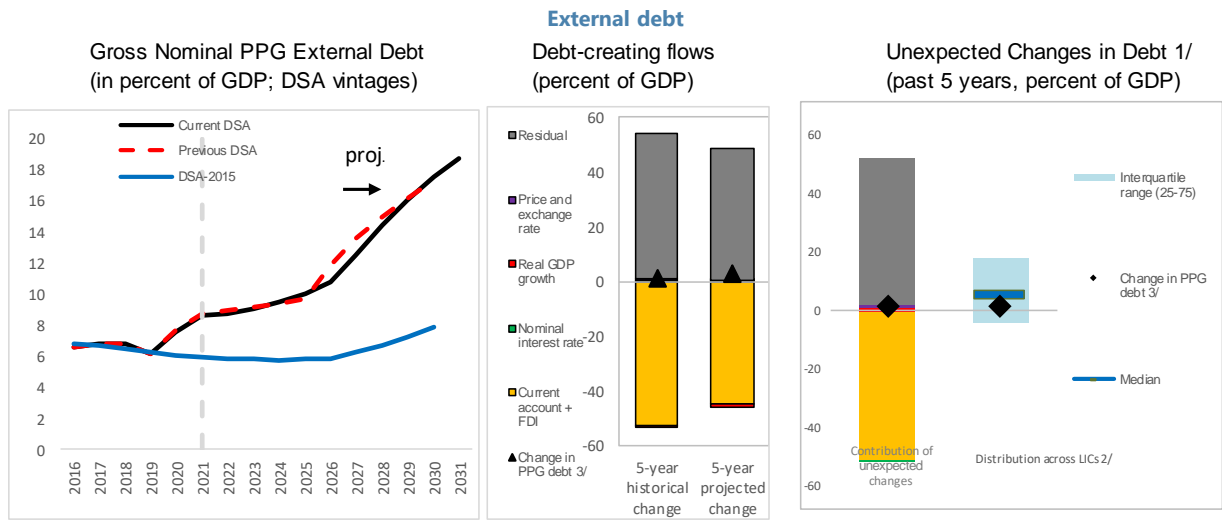 External debt
Gross Nominal PPG External Debt
(in percent of GDP; DSA vintages)
20
18
16
14
12
10
8
6
4
2
0
Current DSA
Previous DSA
DSA-2015
proj.
2016
2017
2018
2019
2020
2021
2022
2023
2024
2025
2026
2027
2028
2029
2030
2031
Debt-creating flows
(percent of GDP)
Residual
Price and
exchange
rate
Real GDP
growth
Nominal
interest rate
Current
account +
FDI
Change in
PPG debt 3/
60
40
20
0
-20
-40
-60
5-year
historical
change
5-year
projected
change
Unexpected Changes in Debt 1/
(past 5 years, percent of GDP)
60
40
20
0
-20
-40
-60
Contribution of
unexpected
changes
Distribution across LICs 2/
Interquartile
range (25-75)
Change in PPG
debt 3/
Median